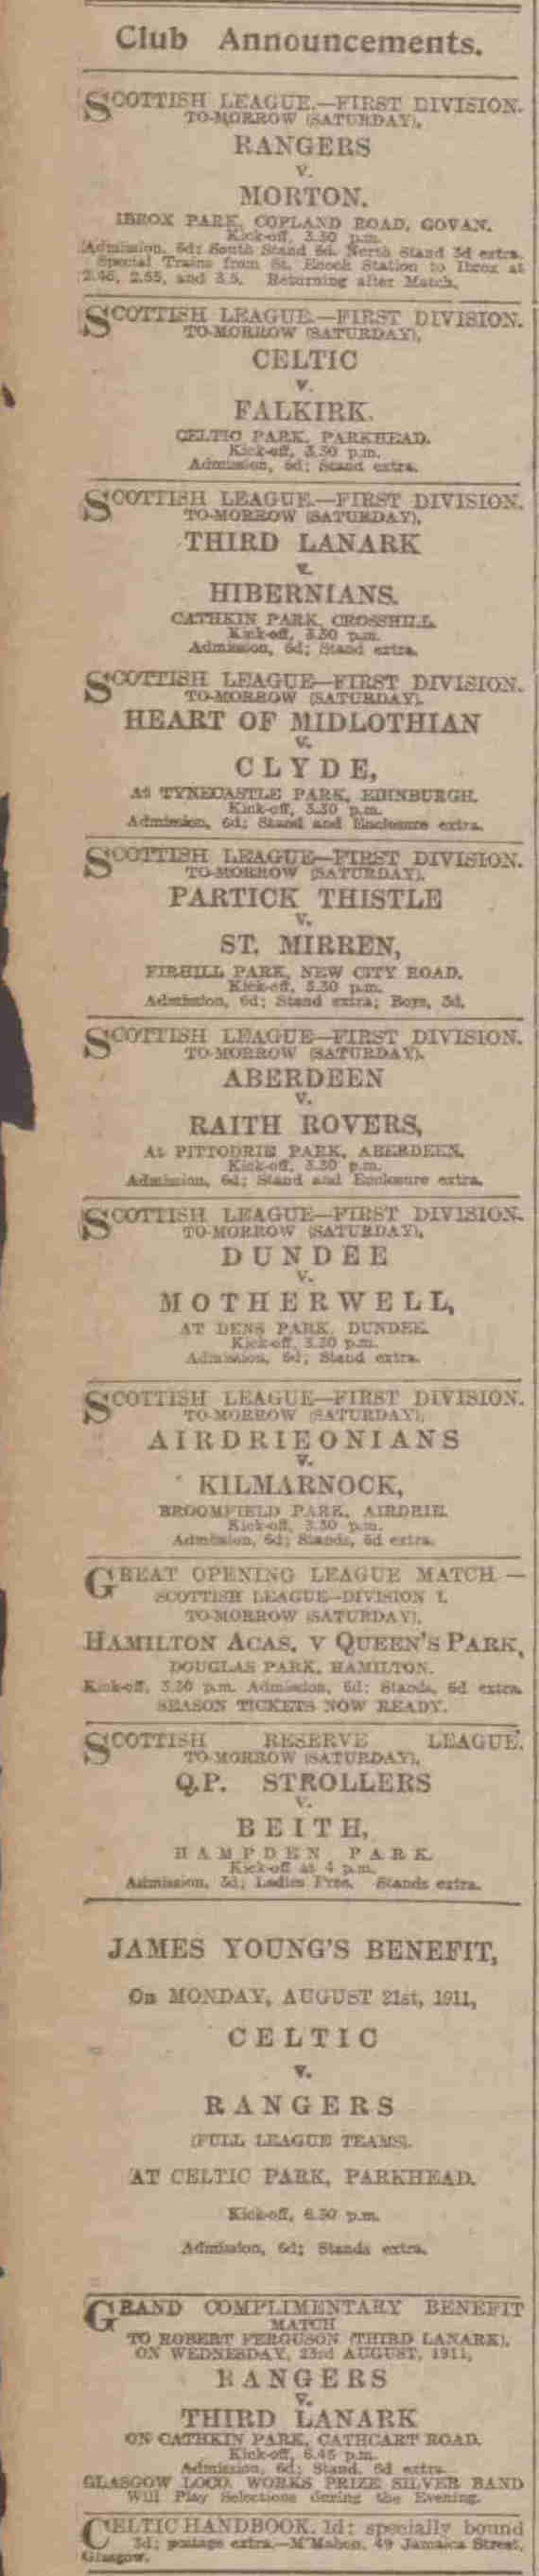 Club Announcements.
SCOTTISH LEAGUE.—FIRST DIVISION.
TO-MORROW (SATURDAY),
RANGERS
v.
MORTON.
IBROX PARK, COPLAND ROAD, GOVAN.
Kick-off, 3.30 p.m.
Admission, 6d; South Stand 6d. North Stand 3d extra.
Special Trains from St. Enoch Station to Ibrox at
2.45, 2.55, and 3.5. Returning after Match.
SCOTTISH LEAGUE.—FIRST DIVISION.
TO-MORROW (SATURDAY),
CELTIC
v.
FALKIRK.
CELTIC PARK, PARKHEAD.
Kick-off, 3.30 p.m.
Admission, 6d; Stand extra.
SCOTTISH LEAGUE.—FIRST DIVISION.
TO-MORROW (SATURDAY),
THIRD LANARK
v.
HIBERNIANS.
CATHKIN PARK, CROSSHILL.
Kick-off, 3.30 p.m.
Admission, 6d; Stand extra.
SCOTTISH LEAGUE—FIRST DIVISION.
TO-MORROW (SATURDAY).
HEART OF MIDLOTHIAN
v.
CLYDE,
At TYNECASTLE PARK, EDINBURGH.
Kick-off, 3.30 p.m.
Admission, 6d; Stand and Enclosure extra.
SCOTTISH LEAGUE—FIRST DIVISION.
TO-MORROW (SATURDAY).
PARTICK THISTLE
v.
ST. MIRREN,
FIRHILL PARK, NEW CITY ROAD.
Kick-off, 3.30 p.m.
Admission, 6d; Stand extra; Boys, 3d.
SCOTTISH LEAGUE—FIRST DIVISION.
TO-MORROW (SATURDAY).
ABERDEEN
v.
RAITH ROVERS,
At PITTODRIE PARK, ABERDEEN.
Kick-off, 3.30 p.m.
Admission, 6d; Stand and Enclosure extra.
SCOTTISH LEAGUE—FIRST DIVISION.
TO-MORROW (SATURDAY),
DUNDEE
v.
MOTHERWELL,
AT DENS PARK, DUNDEE.
Kick-off, 3.30 p.m.
Admission, 6d; Stand extra.
SCOTTISH LEAGUE—FIRST DIVISION.
TO-MORROW (SATURDAY),
AIRDRIEONIANS
v.
KILMARNOCK,
BROOMFIELD PARK, AIRDRIE.
Kick-off, 3.30 p.m.
Admission, 6d; Stands, 6d extra.
GREAT OPENING LEAGUE MATCH —
SCOTTISH LEAGUE—DIVISION I.
TO-MORROW (SATURDAY),
HAMILTON ACAS. V QUEEN'S PARK,
DOUGLAS PARK, HAMILTON.
Kick-off, 3.30 p.m. Admission, 6d; Stands, 6d extra.
SEASON TICKETS NOW READY.
SCOTTISH RESERVE LEAGUE.
TO-MORROW (SATURDAY),
Q.P. STROLLERS
v.
BEITH,
HAMPDEN PARK.
Kick-off at 4 p.m.
Admission, 3d; Ladies Free. Stands extra.
JAMES YOUNG'S BENEFIT,
On MONDAY, AUGUST 21st, 1911,
CELTIC
v.
RANGERS
(FULL LEAGUE TEAMS).
AT CELTIC PARK, PARKHEAD.
Kick-off, 6.30 p.m.
Admission, 6d; Stands extra.
GRAND COMPLIMENTARY BENEFIT
MATCH
TO ROBERT FERGUSON (THIRD LANARK),
ON WEDNESDAY, 23rd AUGUST, 1911,
RANGERS
v.
THIRD LANARK
ON CATHKIN PARK, CATHCART ROAD.
Kick-off, 6.45 p.m.
Admission, 6d; Stand, 6d extra.
GLASGOW LOCO. WORKS PRIZE SILVER BAND
Will Play Selections during the Evening.
CELTIC HANDBOOK, 1d; specially bound
3d; postage extra.—M'Mahon, 49 Jamaica Street,
Glasgow.